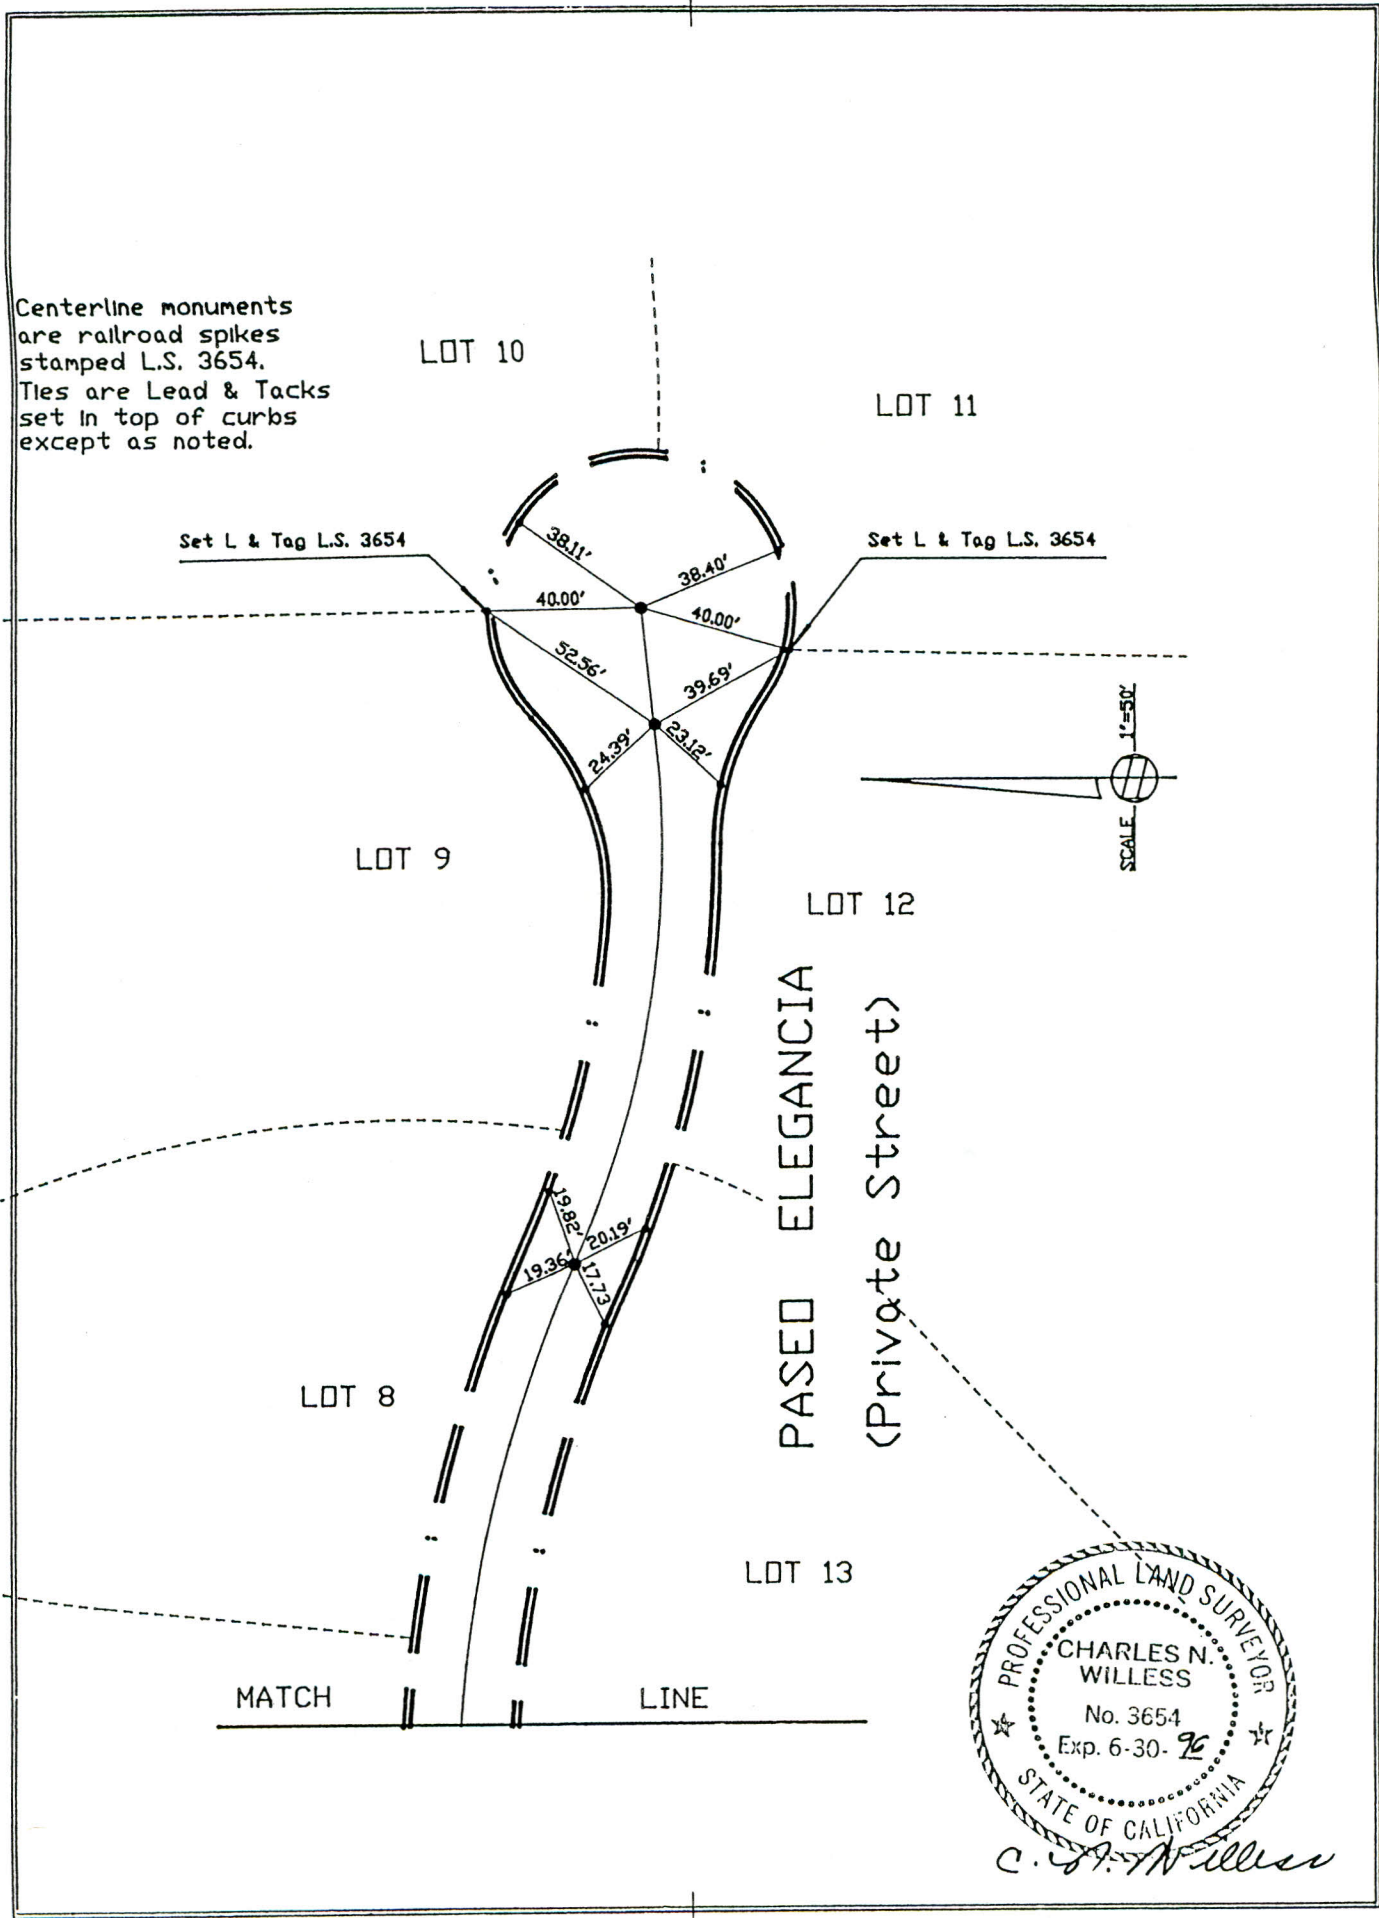 Centerline monuments
are railroad spikes
stamped L.S. 3654.
Ties are Lead & Tacks
set in top of curbs
except as noted.
LOT 10
LOT 11
Set L & Tag L.S. 3654
Set L & Tag L.S. 3654
38.11'
38.40'
40.00'
40.00'
52.56'
39.69'
24.39'
23.12'
SCALE 1"=50'
LOT 9
LOT 12
PASEO ELEGANCIA
(Private Street)
19.82'
20.19'
19.36'
17.73
LOT 8
LOT 13
MATCH LINE
PROFESSIONAL LAND SURVEYOR
CHARLES N.
WILLESS
No. 3654
Exp. 6-30-96
STATE OF CALIFORNIA
C. N. Willess